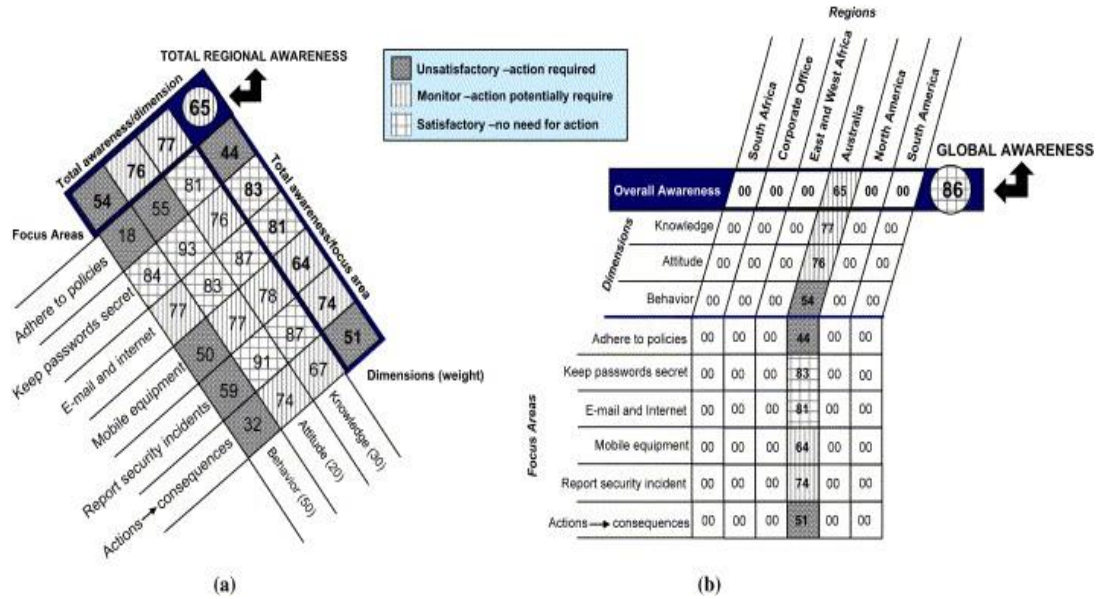 TOTAL REGIONAL AWARENESS
Total awareness/dimension
65
54 76 77
Total awareness/focus area
44
83
81
64
74
51
Focus Areas
Adhere to policies
Keep passwords secret
E-mail and internet
Mobile equipment
Report security incidents
Actions → consequences
18 55 81
84 93 76
77 83 87
50 77 78
59 91 87
32 74 67
Behavior (50)
Attitude (20)
Knowledge (30)
Dimensions (weight)
(a)
Unsatisfactory –action required
Monitor –action potentially require
Satisfactory –no need for action
Regions
South Africa
Corporate Office
East and West Africa
Australia
North America
South America
GLOBAL AWARENESS
Overall Awareness 00 00 00 65 00 00 86
Dimensions
Knowledge 00 00 00 77 00 00
Attitude 00 00 00 76 00 00
Behavior 00 00 00 54 00 00
Focus Areas
Adhere to policies 00 00 00 44 00 00
Keep passwords secret 00 00 00 83 00 00
E-mail and Internet 00 00 00 81 00 00
Mobile equipment 00 00 00 64 00 00
Report security incident 00 00 00 74 00 00
Actions → consequences 00 00 00 51 00 00
(b)